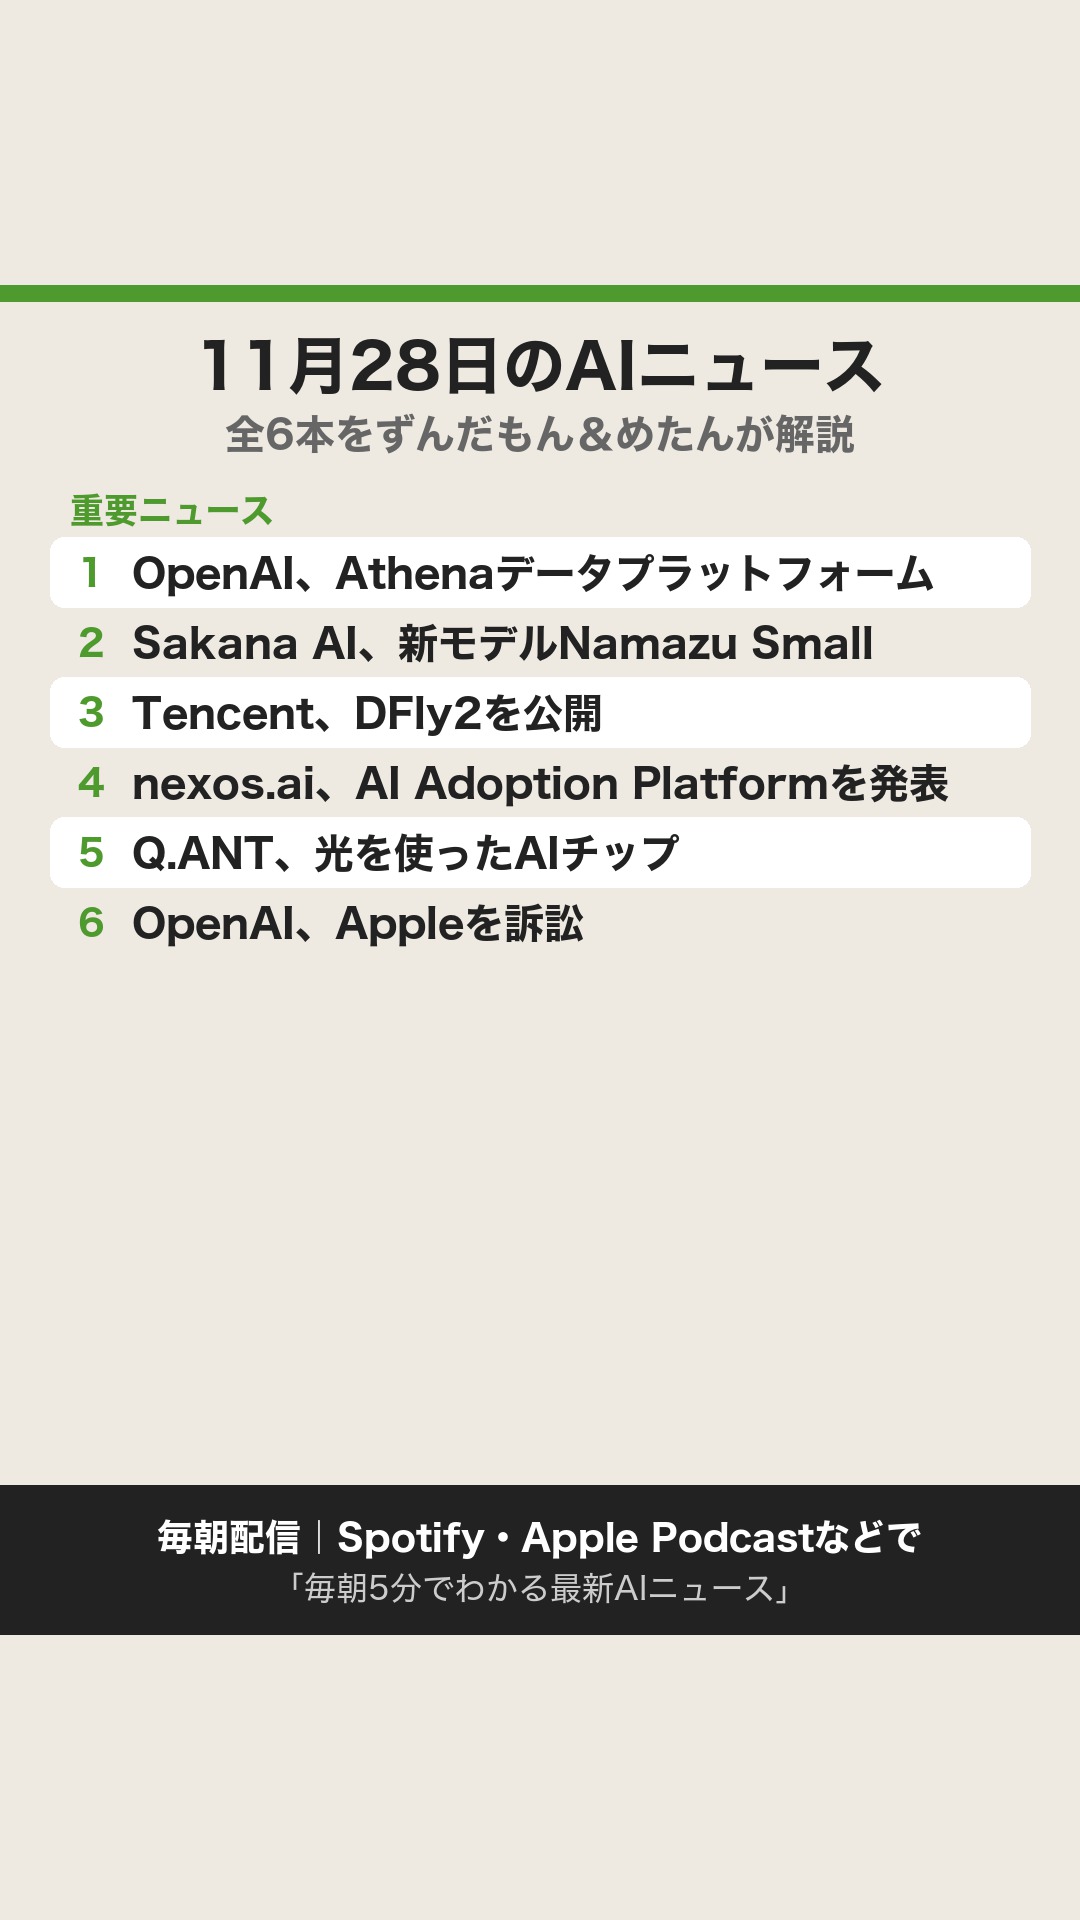 11月28日のAIニュース
全6本をずんだもん＆めたんが解説
重要ニュース
1 OpenAI、Athenaデータプラットフォーム
2 Sakana AI、新モデルNamazu Small
3 Tencent、DFly2を公開
4 nexos.ai、AI Adoption Platformを発表
5 Q.ANT、光を使ったAIチップ
6 OpenAI、Appleを訴訟
毎朝配信｜Spotify・Apple Podcastなどで
「毎朝5分でわかる最新AIニュース」